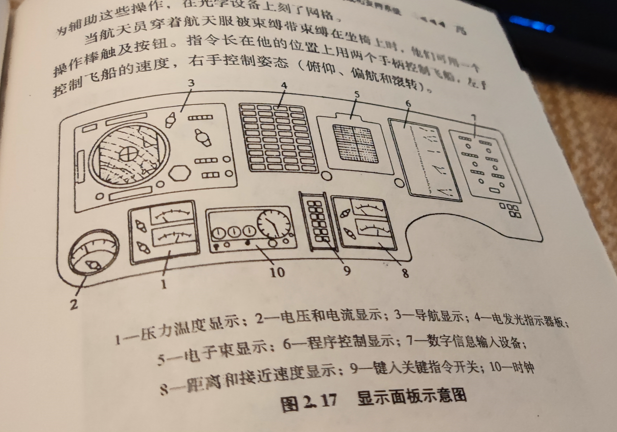 为辅助这些操作，在光学设备上刻了网格。
当航天员穿着航天服被束缚带束缚在坐椅上时，他们可用一个
操作棒触及按钮。指令长在他的位置上用两个手柄控制飞船，左手
控制飞船的速度，右手控制姿态（俯仰、偏航和滚转）。
3
4
5
6
7
2
1
10
9
8
1—压力温度显示；2—电压和电流显示；3—导航显示；4—电发光指示器板；
5—电子束显示；6—程序控制显示；7—数字信息输入设备；
8—距离和接近速度显示；9—键入关键指令开关；10—时钟
图2.17 显示面板示意图